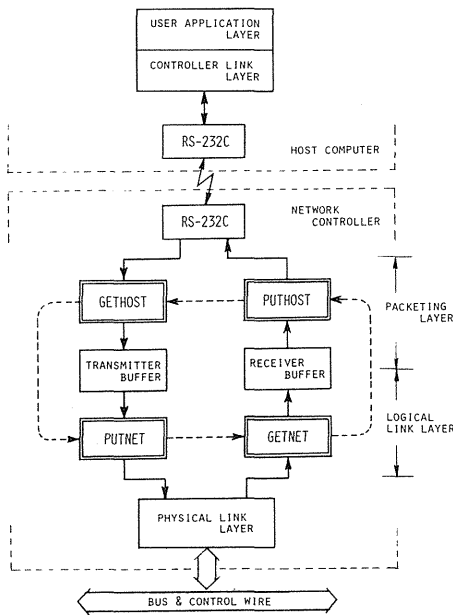 USER APPLICATION
LAYER
CONTROLLER LINK
LAYER
RS-232C
HOST COMPUTER
RS-232C
NETWORK
CONTROLLER
GETHOST
PUTHOST
PACKETING
LAYER
TRANSMITTER
BUFFER
RECEIVER
BUFFER
LOGICAL
LINK LAYER
PUTNET
GETNET
PHYSICAL LINK
LAYER
BUS & CONTROL WIRE